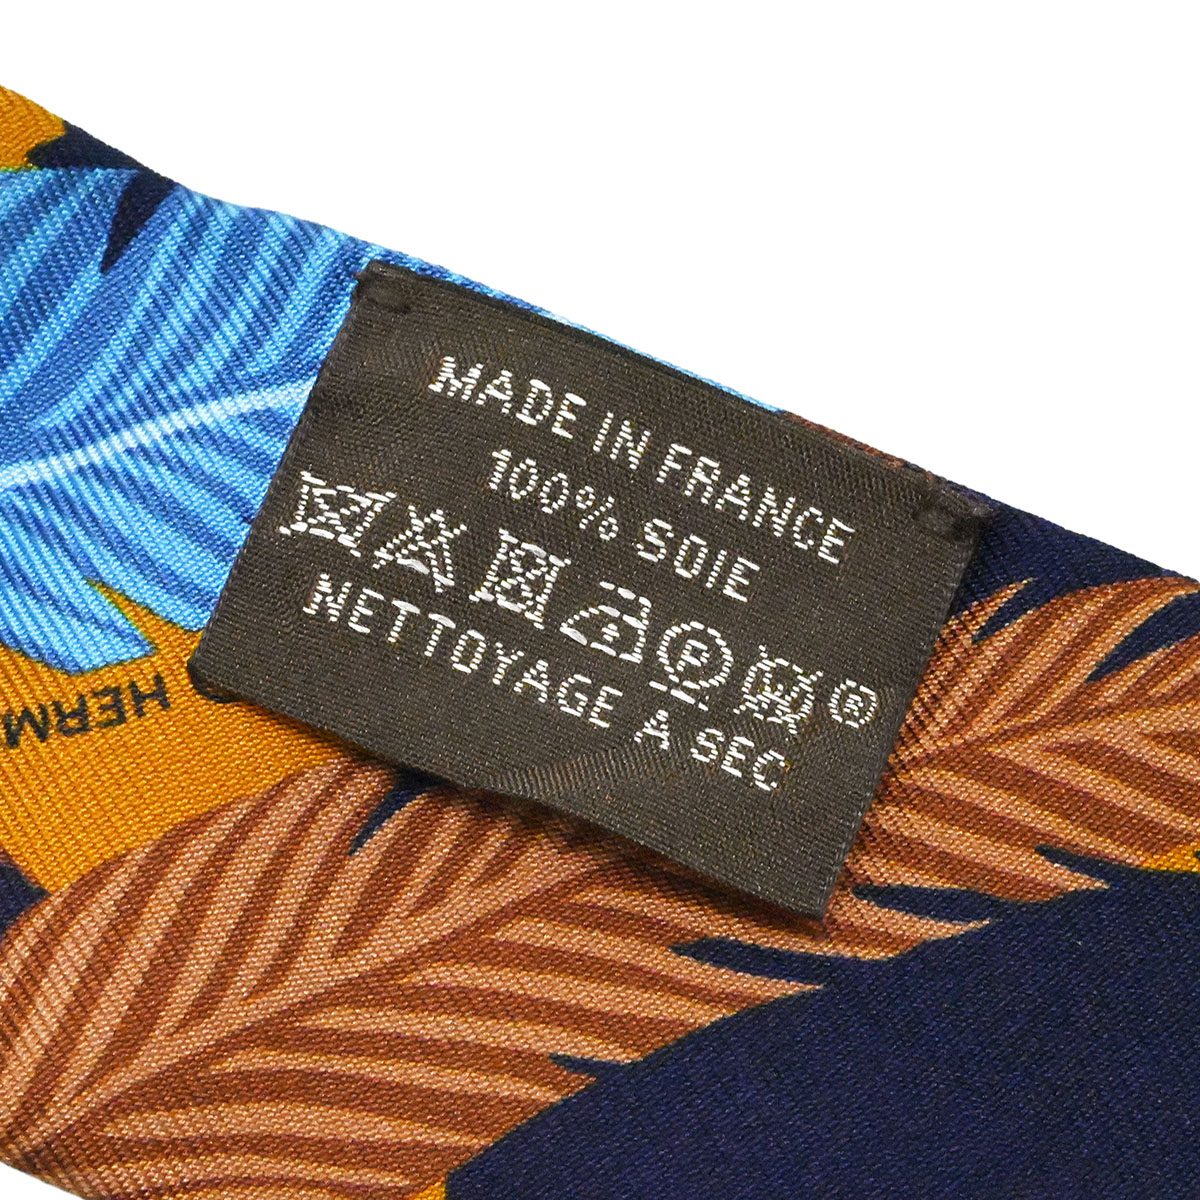 MADE IN FRANCE
100% SOIE
P W ®
NETTOYAGE A SEC
HERM